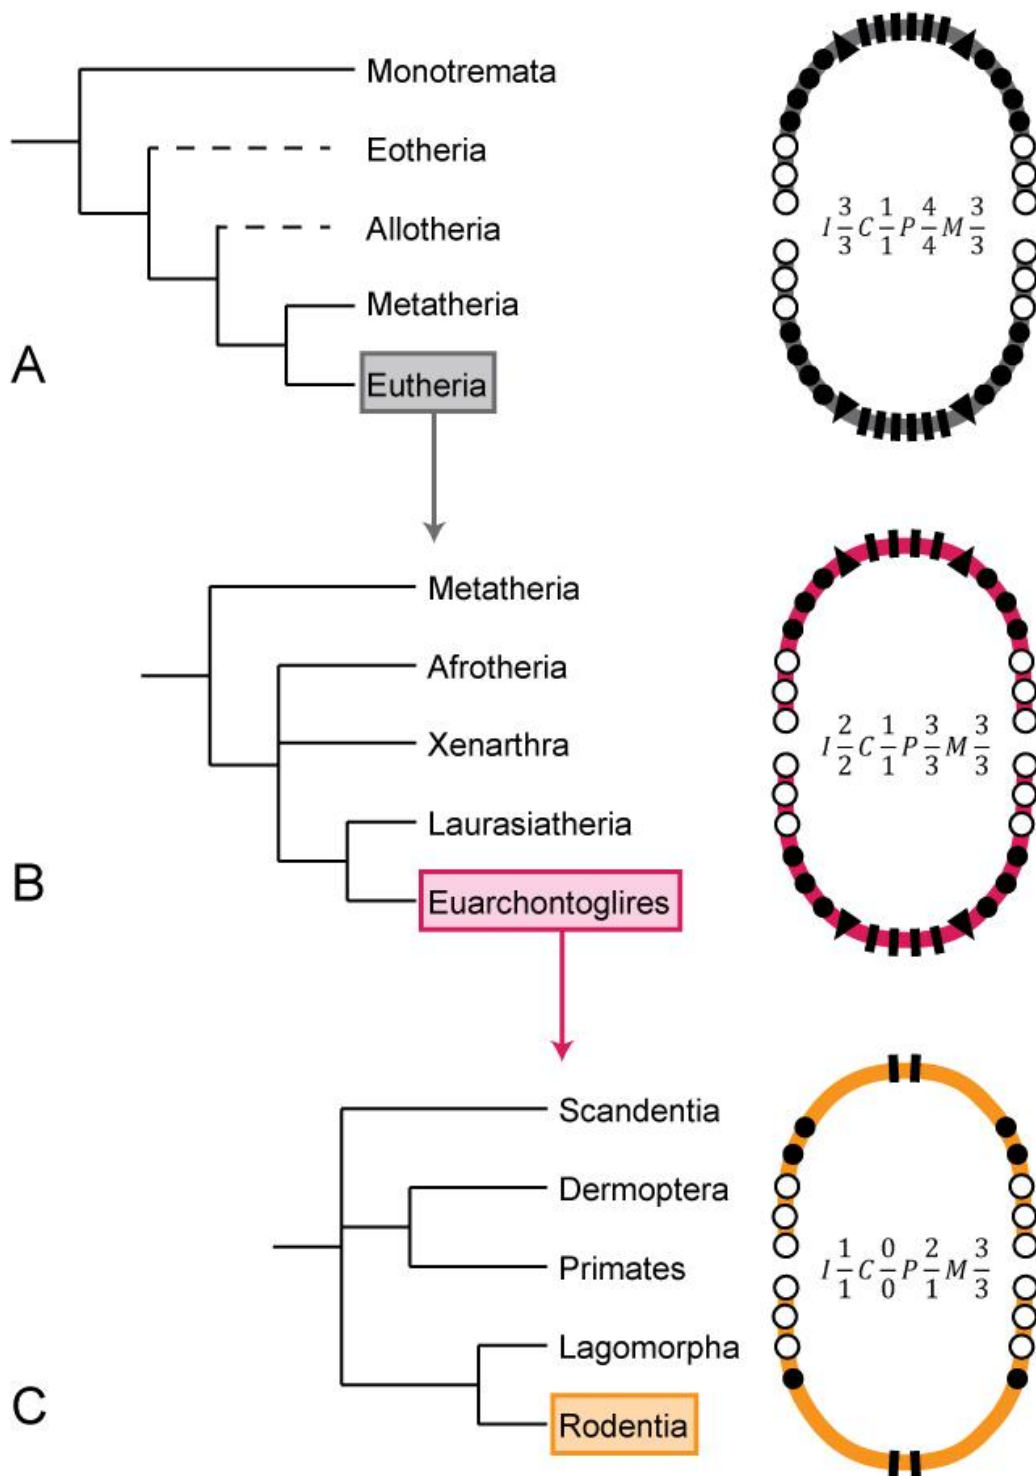 Monotremata
Eotheria
Allotheria
Metatheria
Eutheria
A
I 3/3 C 1/1 P 4/4 M 3/3
Metatheria
Afrotheria
Xenarthra
Laurasiatheria
Euarchontoglires
B
I 2/2 C 1/1 P 3/3 M 3/3
Scandentia
Dermoptera
Primates
Lagomorpha
Rodentia
C
I 1/1 C 0/0 P 2/1 M 3/3